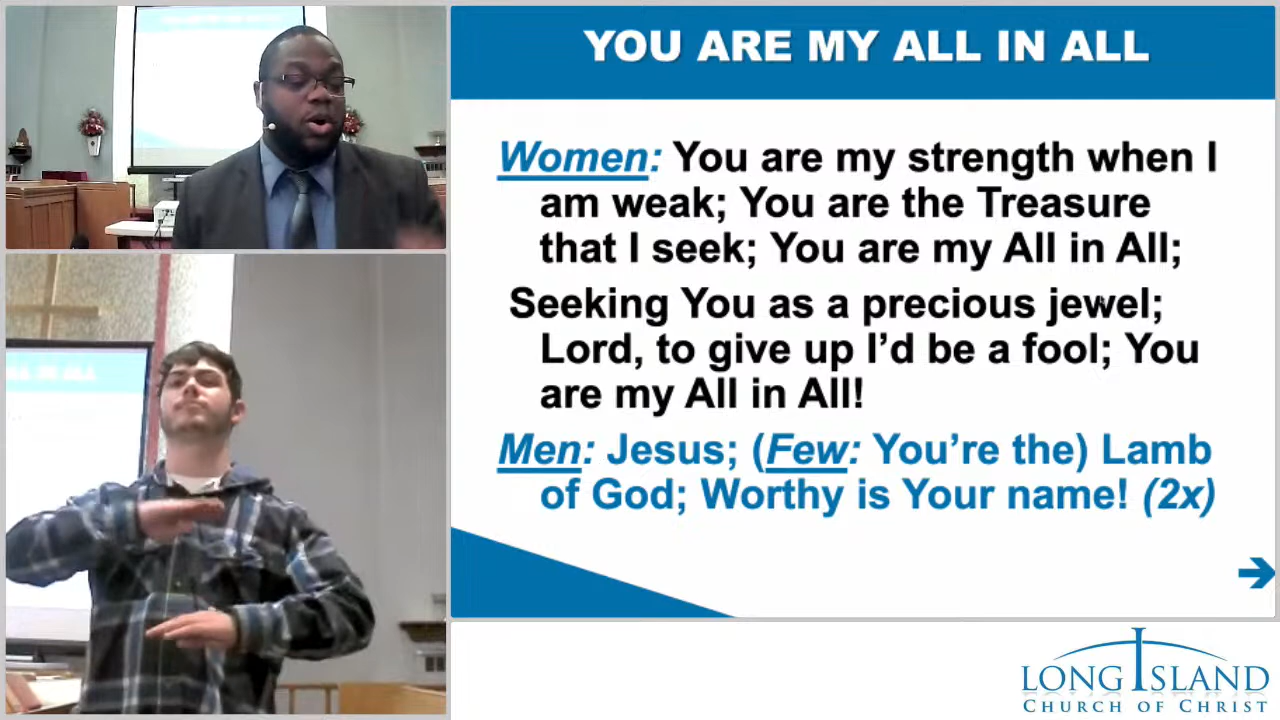 YOU ARE MY ALL IN ALL
Women: You are my strength when I
am weak; You are the Treasure
that I seek; You are my All in All;
Seeking You as a precious jewel;
Lord, to give up I’d be a fool; You
are my All in All!
Men: Jesus; (Few: You’re the) Lamb
of God; Worthy is Your name! (2x)
LONG ISLAND
CHURCH OF CHRIST